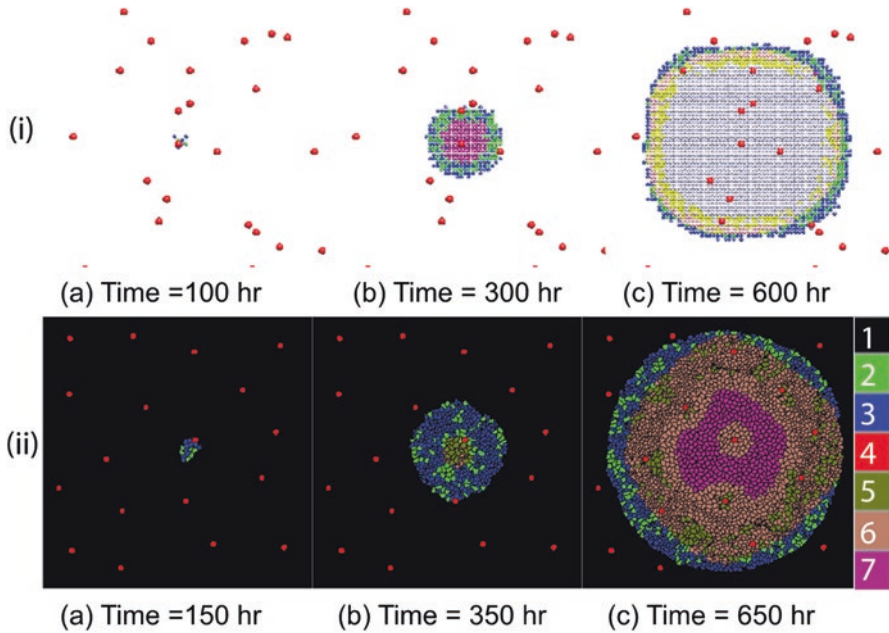 (i)
(a) Time =100 hr (b) Time = 300 hr (c) Time = 600 hr
(ii)
1
2
3
4
5
6
7
(a) Time =150 hr (b) Time = 350 hr (c) Time = 650 hr